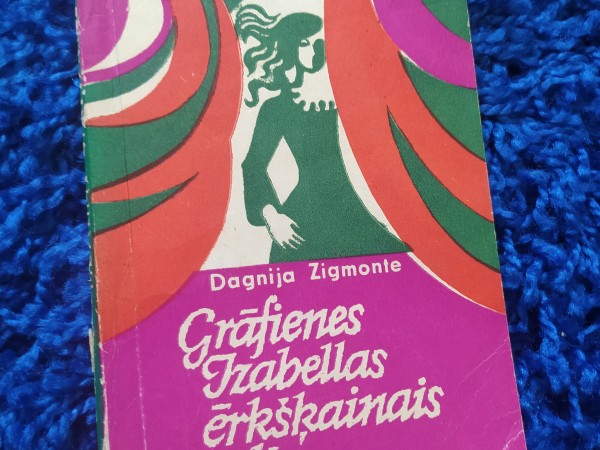 Dagnija Zigmonte
Grāfienes
Izabellas
ērkšķainais